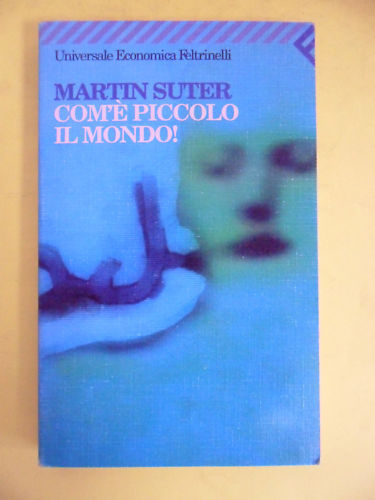 Universale Economica Feltrinelli
MARTIN SUTER
COM'È PICCOLO
IL MONDO!